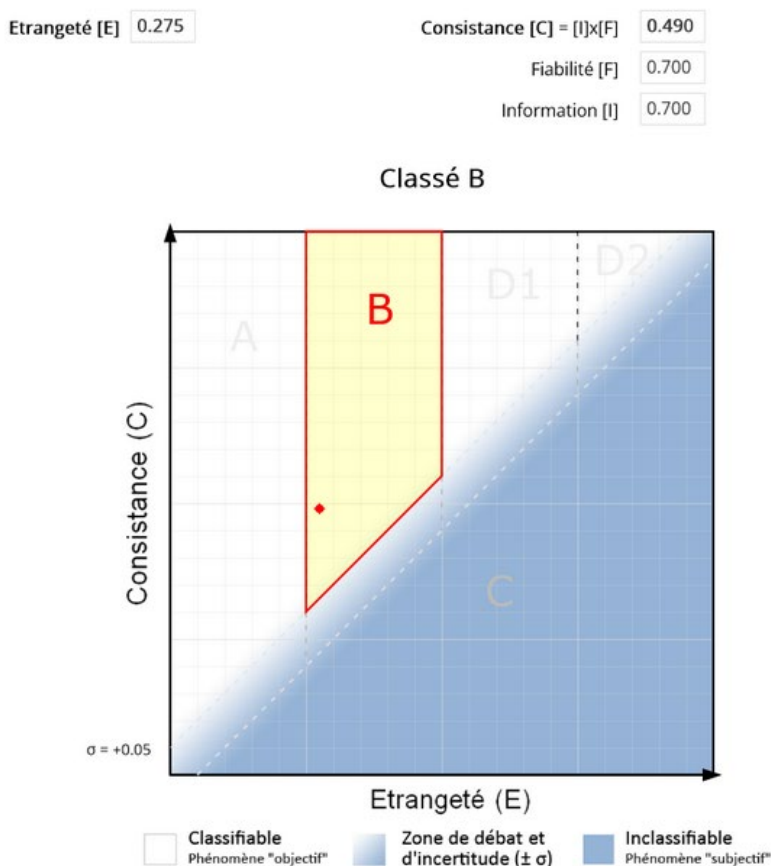 Etrangeté [E] 0.275
Consistance [C] = [I]x[F] 0.490
Fiabilité [F] 0.700
Information [I] 0.700
Classé B
A
B
D1
D2
C
Consistance (C)
σ = +0.05
Etrangeté (E)
Classifiable
Phénomène "objectif"
Zone de débat et
d'incertitude (± σ)
Inclassifiable
Phénomène "subjectif"